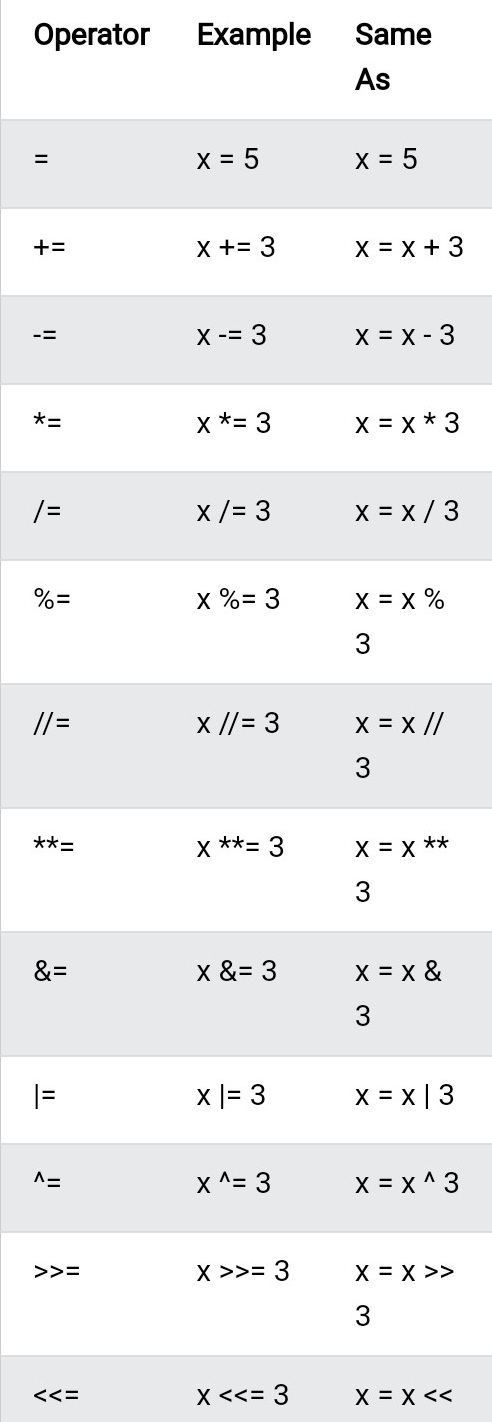 Operator Example Same
As
= x = 5 x = 5
+= x += 3 x = x + 3
-= x -= 3 x = x - 3
*= x *= 3 x = x * 3
/= x /= 3 x = x / 3
%= x %= 3 x = x %
3
//= x //= 3 x = x //
3
**= x **= 3 x = x **
3
&= x &= 3 x = x &
3
|= x |= 3 x = x | 3
^= x ^= 3 x = x ^ 3
>>= x >>= 3 x = x >>
3
<<= x <<= 3 x = x <<